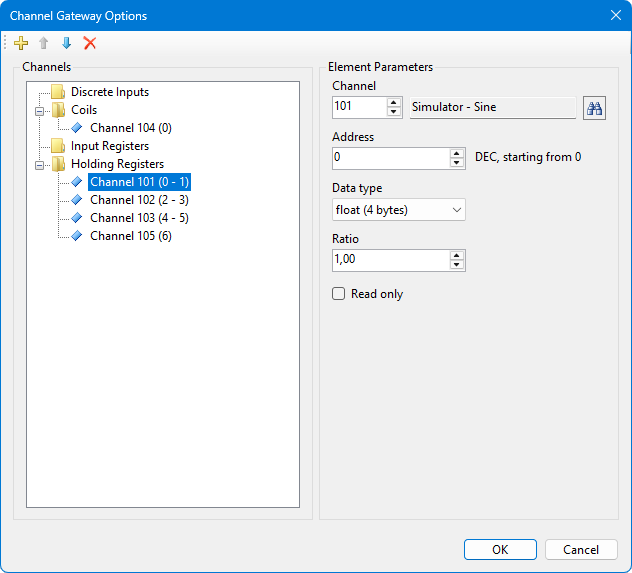 Channel Gateway Options
Channels
Discrete Inputs
Coils
Channel 104 (0)
Input Registers
Holding Registers
Channel 101 (0 - 1)
Channel 102 (2 - 3)
Channel 103 (4 - 5)
Channel 105 (6)
Element Parameters
Channel
101 Simulator - Sine
Address
0 DEC, starting from 0
Data type
float (4 bytes)
Ratio
1,00
Read only
OK Cancel